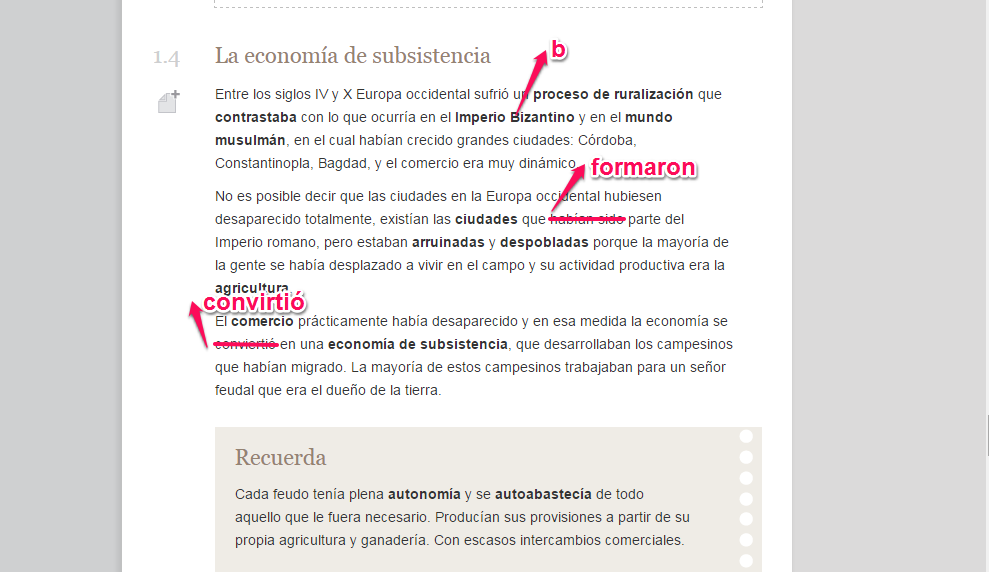 1.4 La economía de subsistencia
b
Entre los siglos IV y X Europa occidental sufrió un proceso de ruralización que
contrastaba con lo que ocurría en el Imperio Bizantino y en el mundo
musulmán, en el cual habían crecido grandes ciudades: Córdoba,
Constantinopla, Bagdad, y el comercio era muy dinámico.
formaron
No es posible decir que las ciudades en la Europa occidental hubiesen
desaparecido totalmente, existían las ciudades que habían sido parte del
Imperio romano, pero estaban arruinadas y despobladas porque la mayoría de
la gente se había desplazado a vivir en el campo y su actividad productiva era la
agricultura.
convirtió
El comercio prácticamente había desaparecido y en esa medida la economía se
conviertió en una economía de subsistencia, que desarrollaban los campesinos
que habían migrado. La mayoría de estos campesinos trabajaban para un señor
feudal que era el dueño de la tierra.
Recuerda
Cada feudo tenía plena autonomía y se autoabastecía de todo
aquello que le fuera necesario. Producían sus provisiones a partir de su
propia agricultura y ganadería. Con escasos intercambios comerciales.